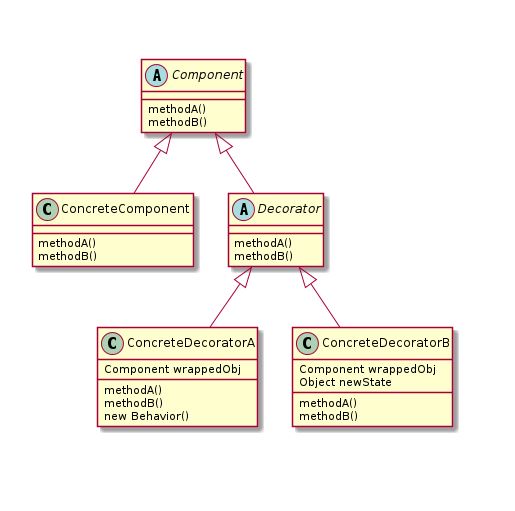 A Component
methodA()
methodB()
C ConcreteComponent
methodA()
methodB()
A Decorator
methodA()
methodB()
C ConcreteDecoratorA
Component wrappedObj
methodA()
methodB()
new Behavior()
C ConcreteDecoratorB
Component wrappedObj
Object newState
methodA()
methodB()